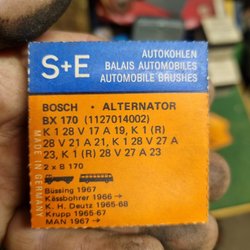 S+E
AUTOKOHLEN
BALAIS AUTOMOBILES
AUTOMOBILE BRUSHES
BOSCH · ALTERNATOR
BX 170 (1127014002)
K 1 28 V 17 A 19, K 1 (R)
28 V 21 A 21, K 1 28 V 27 A
23, K 1 (R) 28 V 27 A 23
2 x B 170
Büssing 1967
Kässbohrer 1966 →
K. H. Deutz 1965-68
Krupp 1965-67
MAN 1967 →
MADE IN GERMANY